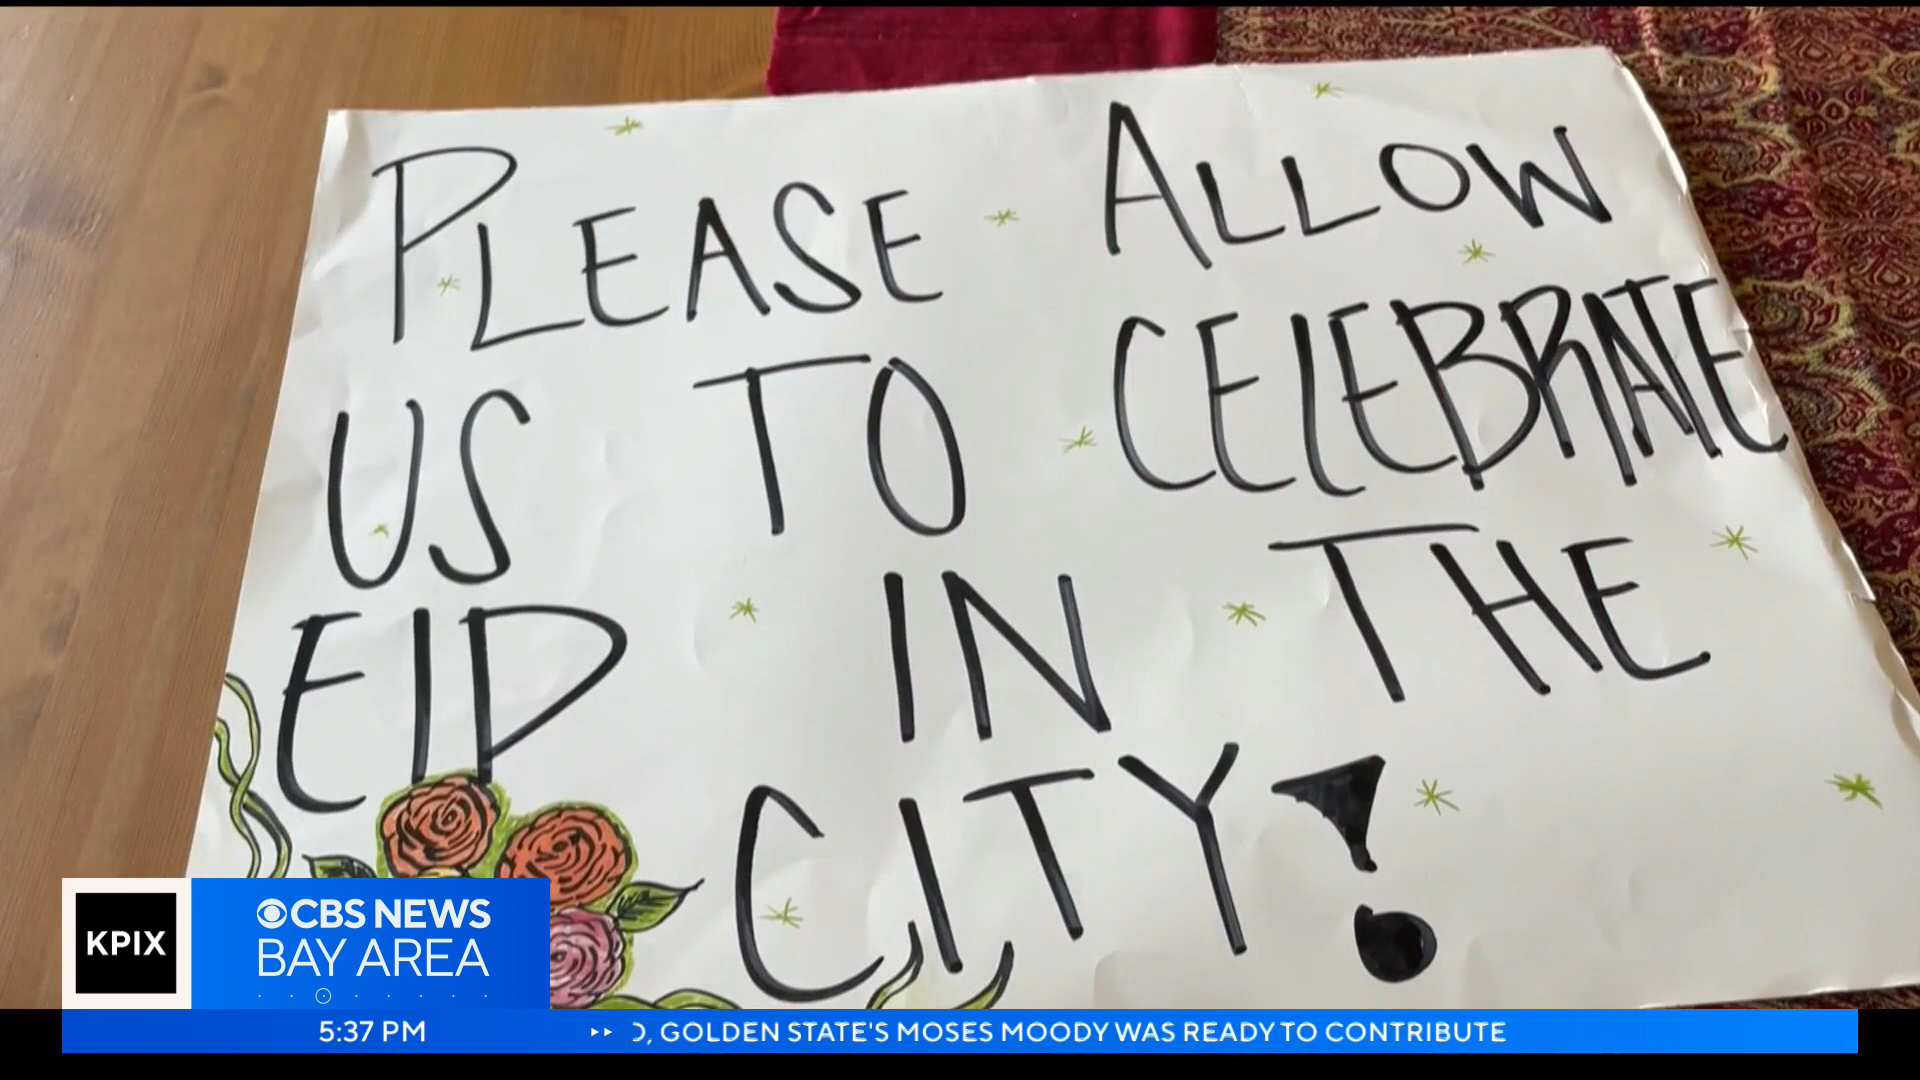 PLEASE ALLOW
US TO CELEBRATE
EID IN THE
CITY!
KPIX
CBS NEWS
BAY AREA
5:37 PM
, GOLDEN STATE'S MOSES MOODY WAS READY TO CONTRIBUTE